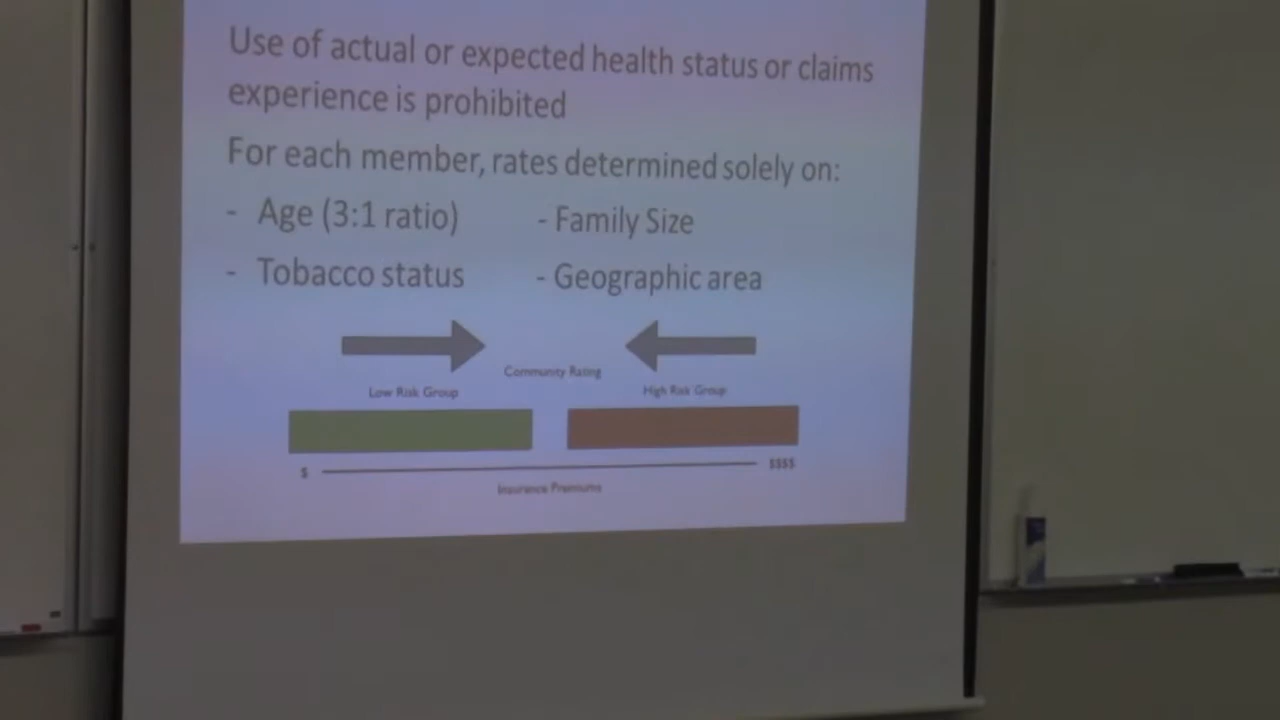 Use of actual or expected health status or claims
experience is prohibited
For each member, rates determined solely on:
- Age (3:1 ratio)
- Family Size
- Tobacco status
- Geographic area
Community Rating
Low Risk Group
High Risk Group
$
$$$$
Insurance Premiums